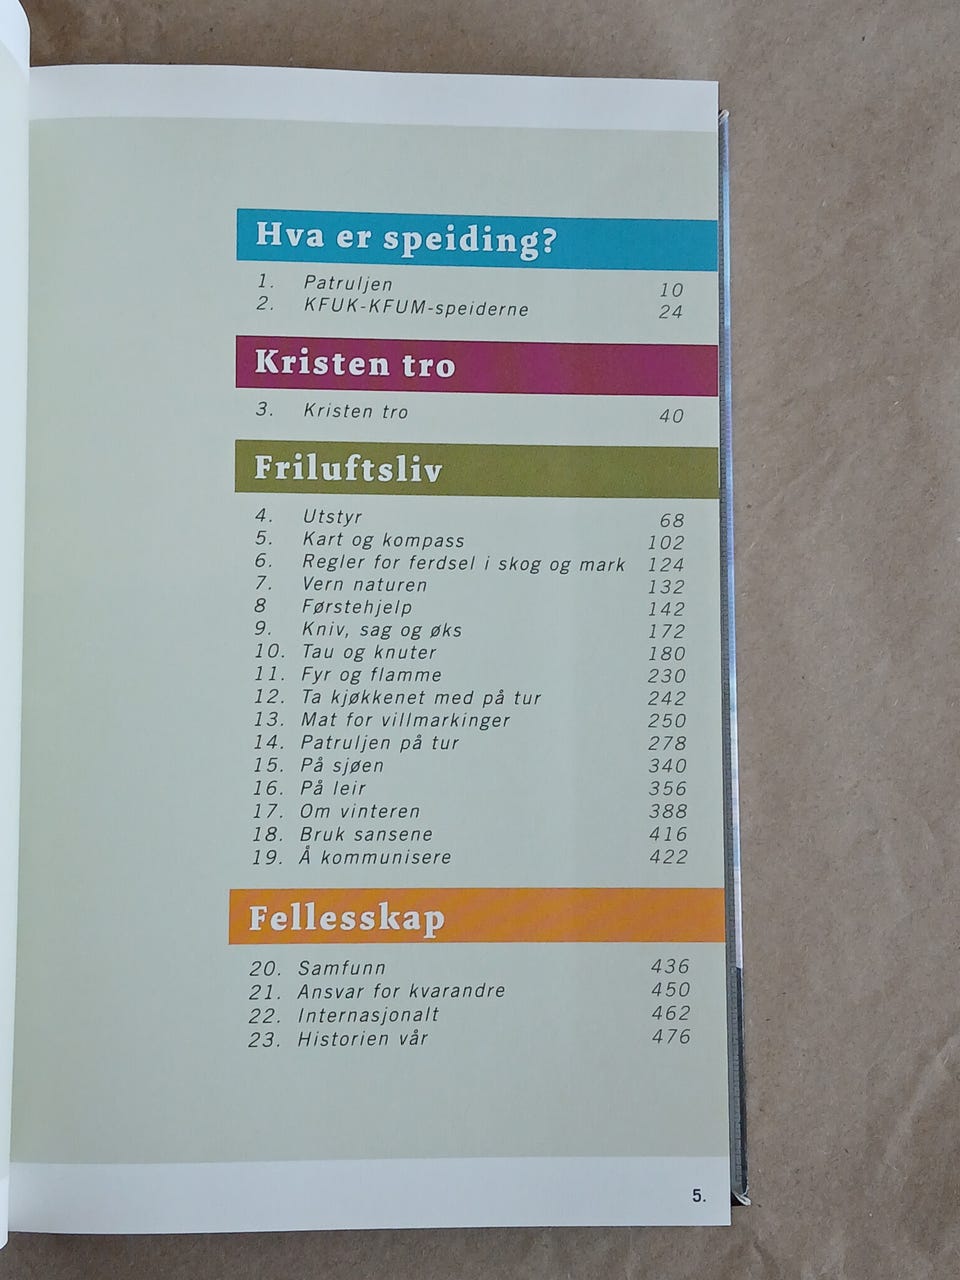 Hva er speiding?
1. Patruljen 10
2. KFUK-KFUM-speiderne 24
Kristen tro
3. Kristen tro 40
Friluftsliv
4. Utstyr 68
5. Kart og kompass 102
6. Regler for ferdsel i skog og mark 124
7. Vern naturen 132
8 Førstehjelp 142
9. Kniv, sag og øks 172
10. Tau og knuter 180
11. Fyr og flamme 230
12. Ta kjøkkenet med på tur 242
13. Mat for villmarkinger 250
14. Patruljen på tur 278
15. På sjøen 340
16. På leir 356
17. Om vinteren 388
18. Bruk sansene 416
19. Å kommunisere 422
Fellesskap
20. Samfunn 436
21. Ansvar for kvarandre 450
22. Internasjonalt 462
23. Historien vår 476
5.